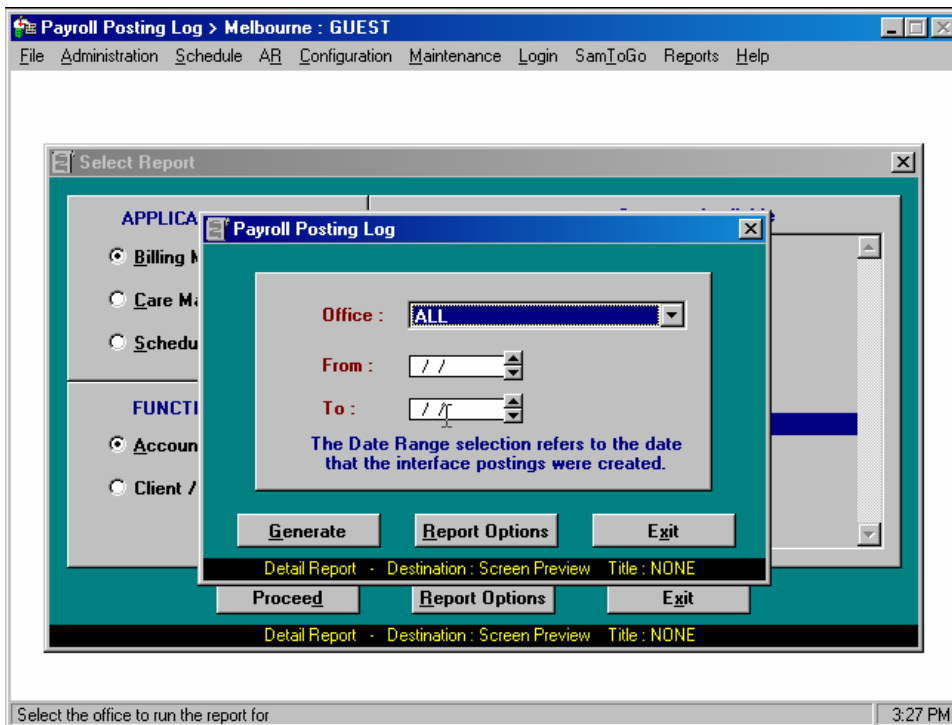 Payroll Posting Log > Melbourne : GUEST
File Administration Schedule AR Configuration Maintenance Login SamToGo Reports Help
Select Report
APPLICA
Billing
Care Ma
Schedu
FUNCTI
Accoun
Client /
Payroll Posting Log
Office : ALL
From : / /
To : / /
The Date Range selection refers to the date
that the interface postings were created.
Generate Report Options Exit
Detail Report - Destination : Screen Preview Title : NONE
Proceed Report Options Exit
Detail Report - Destination : Screen Preview Title : NONE
Select the office to run the report for 3:27 PM